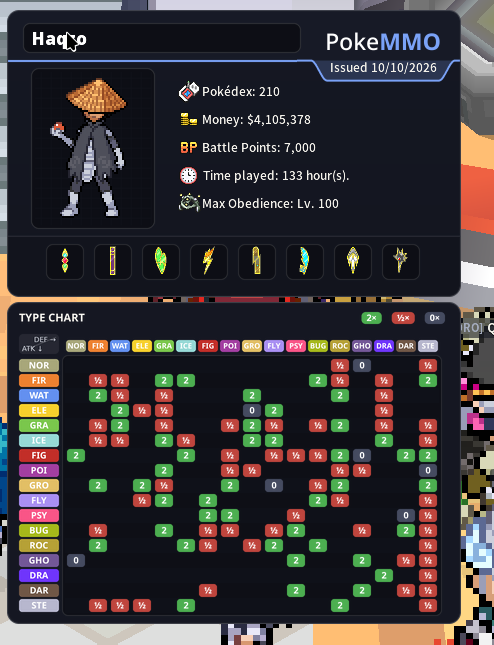 PokeMMO
Issued 10/10/2026
Pokédex: 210
Money: $4,105,378
BP Battle Points: 7,000
Time played: 133 hour(s).
Max Obedience: Lv. 100
TYPE CHART 2× ½× 0×
DEF→
ATK ↓
NOR FIR WAT ELE GRA ICE FIG POI GRO FLY PSY BUG ROC GHO DRA DAR STE
NOR ½ 0 ½
FIR ½ ½ 2 2 2 ½ ½ 2
WAT 2 ½ ½ 2 2 ½
ELE 2 ½ ½ 0 2 ½
GRA ½ 2 ½ ½ 2 ½ ½ 2 ½ ½
ICE ½ ½ 2 ½ 2 2 2 ½
FIG 2 2 ½ ½ ½ ½ 2 0 2 2
POI 2 ½ ½ ½ ½ 0
GRO 2 2 ½ 2 0 ½ 2 2
FLY ½ 2 2 2 ½ ½
PSY 2 2 ½ 0 ½
BUG ½ 2 ½ ½ ½ 2 ½ 2 ½
ROC 2 2 ½ ½ 2 2 ½
GHO 0 2 2 ½ ½
DRA 2 ½
DAR ½ 2 2 ½ ½
STE ½ ½ ½ 2 2 ½